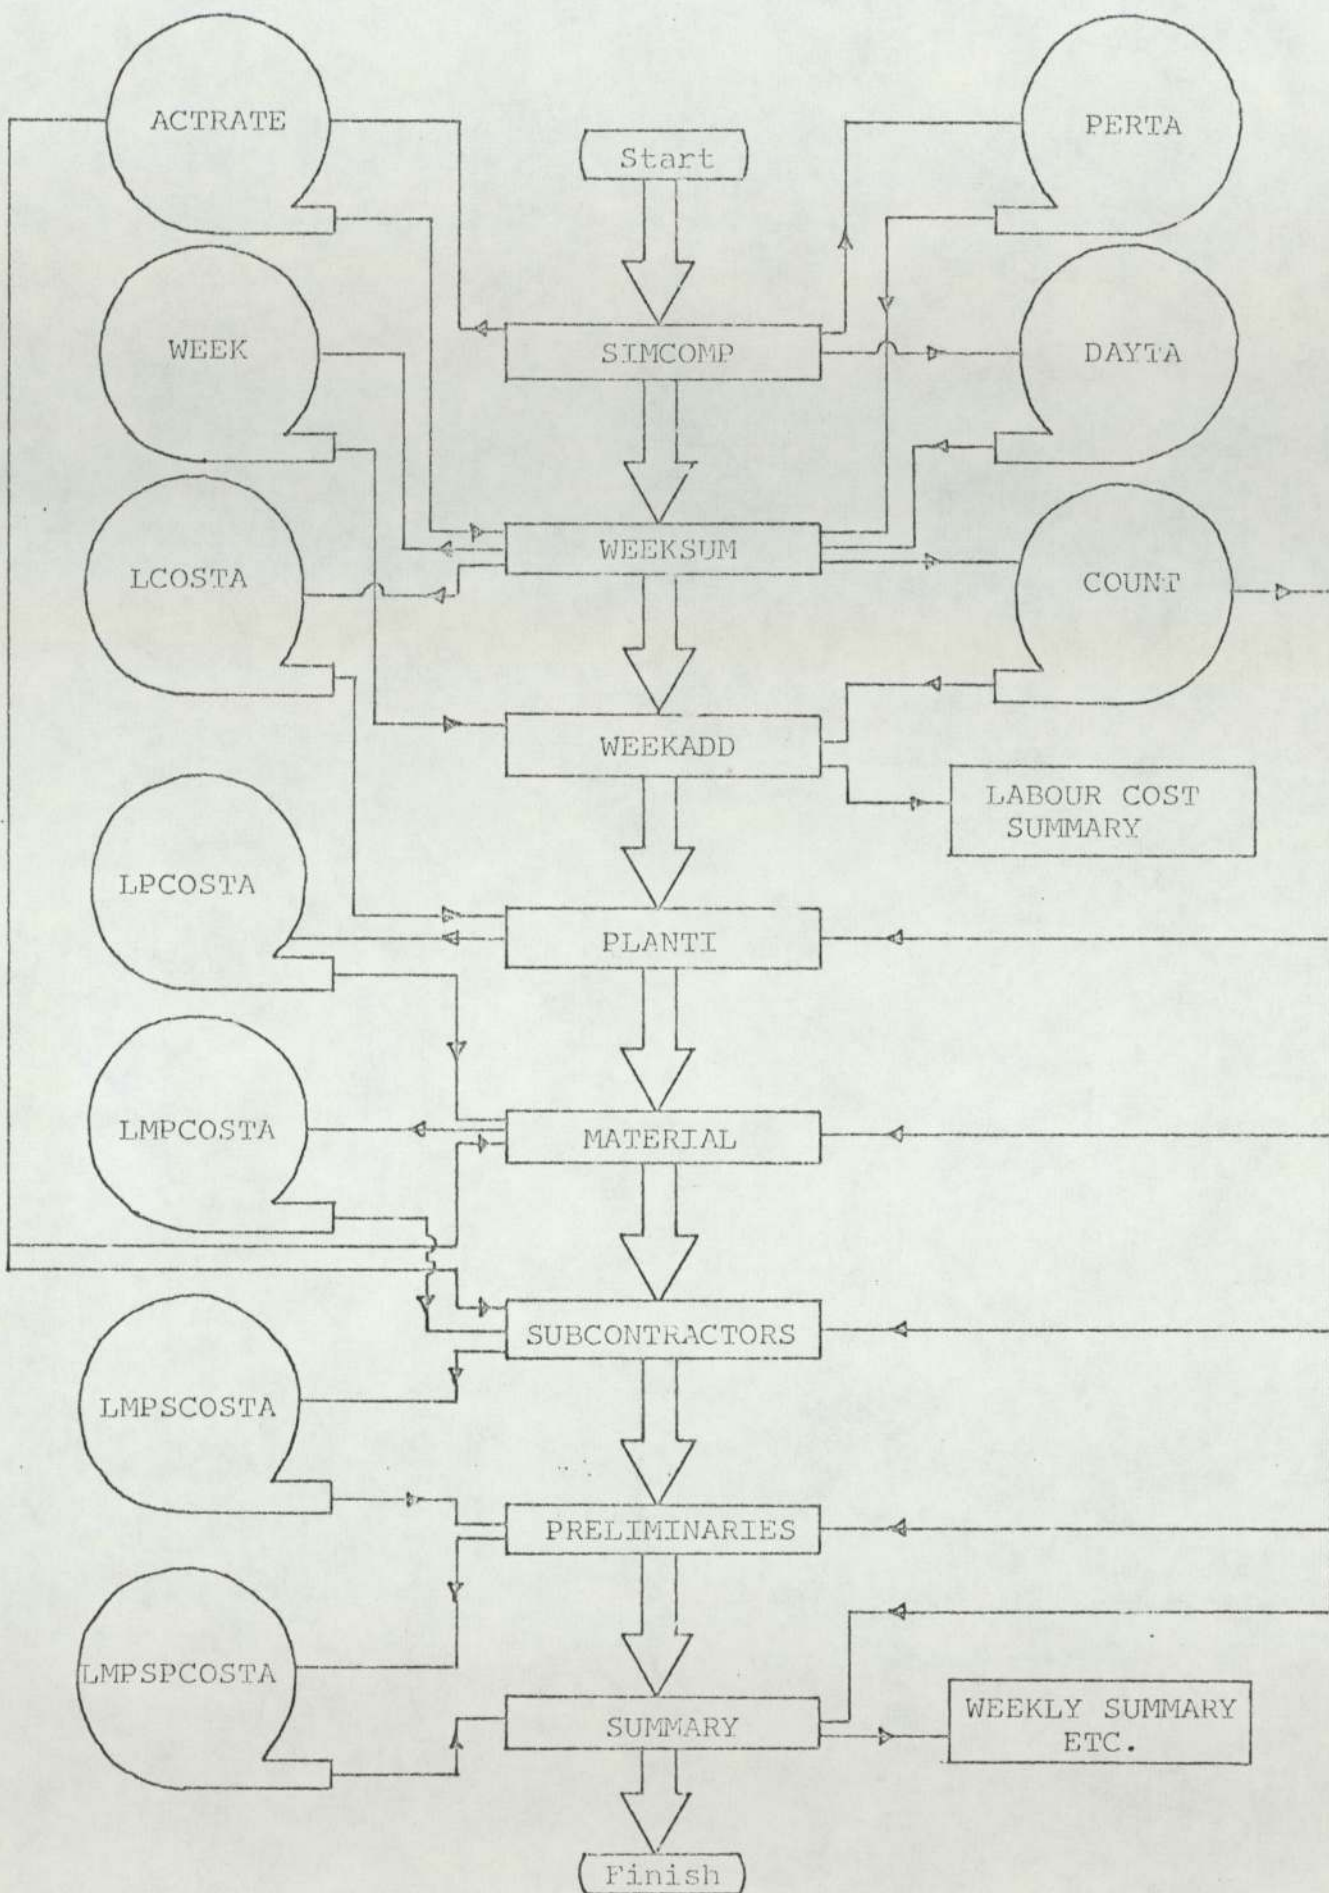 ACTRATE
PERTA
Start
WEEK
SIMCOMP
DAYTA
LCOSTA
WEEKSUM
COUNT
WEEKADD
LABOUR COST
SUMMARY
LPCOSTA
PLANTI
LMPCOSTA
MATERIAL
SUBCONTRACTORS
LMPSCOSTA
PRELIMINARIES
LMPSPCOSTA
SUMMARY
WEEKLY SUMMARY
ETC.
Finish